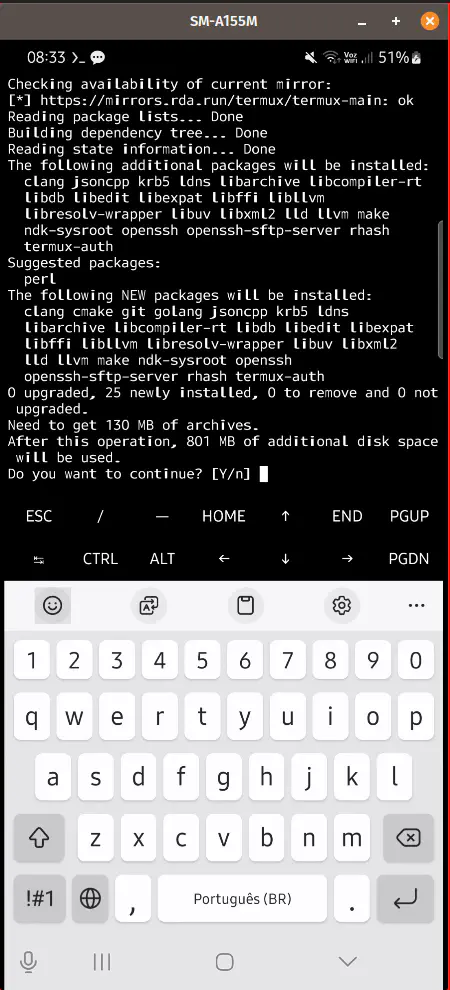 SM-A155M
08:33 >_ 51%
Voz
WiFi
Checking availability of current mirror:
[*] https://mirrors.rda.run/termux/termux-main: ok
Reading package lists... Done
Building dependency tree... Done
Reading state information... Done
The following additional packages will be installed:
clang jsoncpp krb5 ldns libarchive libcompiler-rt
libdb libedit libexpat libffi libllvm
libresolv-wrapper libuv libxml2 lld llvm make
ndk-sysroot openssh openssh-sftp-server rhash
termux-auth
Suggested packages:
perl
The following NEW packages will be installed:
clang cmake git golang jsoncpp krb5 ldns
libarchive libcompiler-rt libdb libedit libexpat
libffi libllvm libresolv-wrapper libuv libxml2
lld llvm make ndk-sysroot openssh
openssh-sftp-server rhash termux-auth
0 upgraded, 25 newly installed, 0 to remove and 0 not
upgraded.
Need to get 130 MB of archives.
After this operation, 801 MB of additional disk space
will be used.
Do you want to continue? [Y/n]
ESC / — HOME ↑ END PGUP
↹ CTRL ALT ← ↓ → PGDN
1 2 3 4 5 6 7 8 9 0
q w e r t y u i o p
a s d f g h j k l
z x c v b n m
!#1 , Português (BR) .